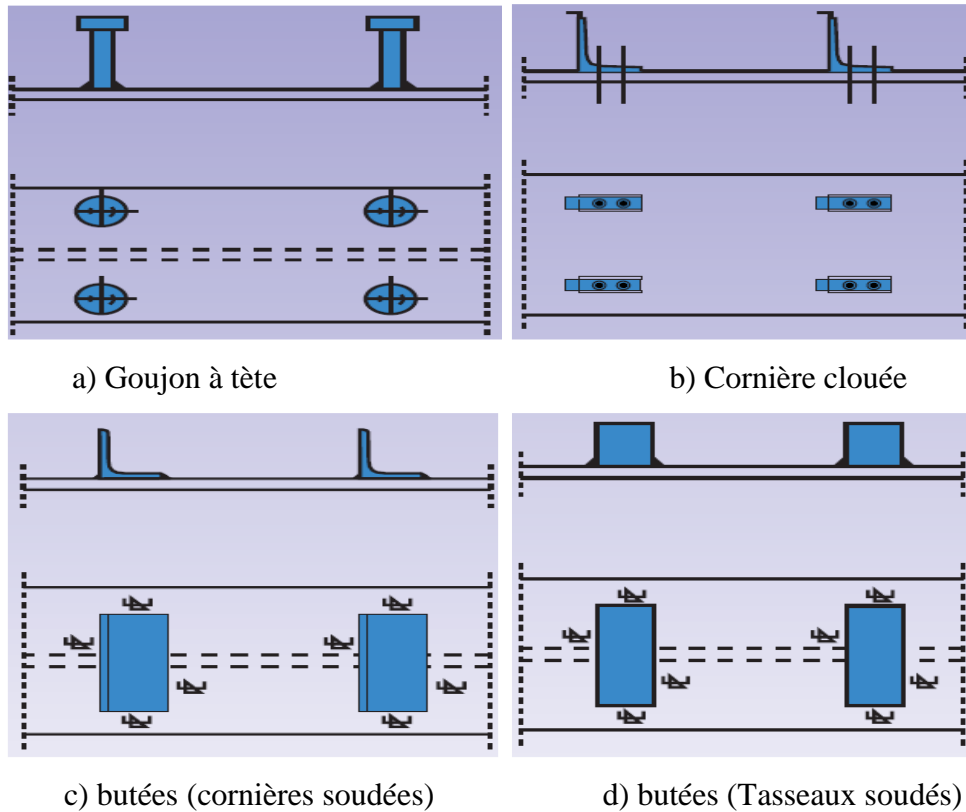 a) Goujon à tète
b) Cornière clouée
c) butées (cornières soudées)
d) butées (Tasseaux soudés)